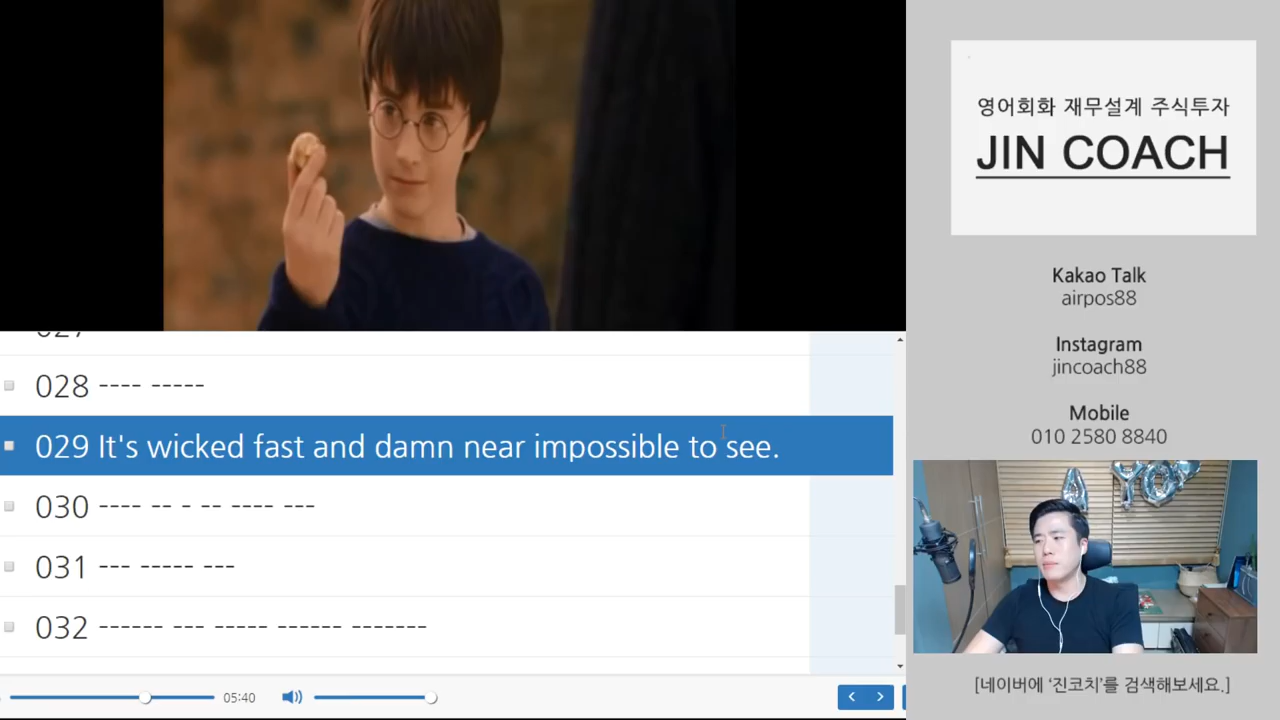 영어회화 재무설계 주식투자
JIN COACH
Kakao Talk
airpos88
Instagram
jincoach88
Mobile
010 2580 8840
027
028 ---- -----
029 It's wicked fast and damn near impossible to see.
030 ---- -- - -- ---- ---
031 --- ----- ---
032 ------ --- ----- ------ -------
05:40
A YOP
[네이버에 '진코치'를 검색해보세요.]